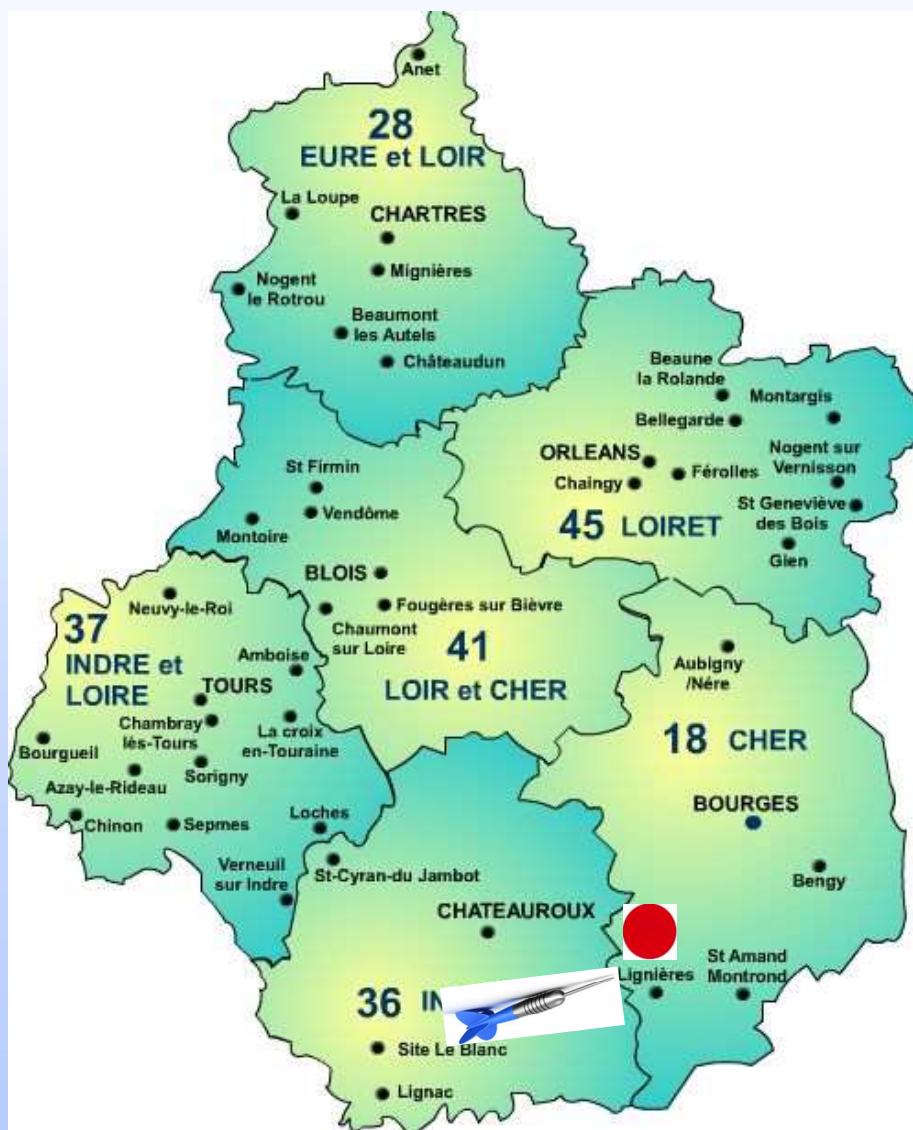 Anet
28
EURE et LOIR
La Loupe
CHARTRES
Mignières
Nogent
le Rotrou
Beaumont
les Autels
Châteaudun
Beaune
la Rolande
Montargis
Bellegarde
ORLEANS
Nogent sur
Vernisson
Férolles
Chaingy
St Geneviève
des Bois
45 LOIRET
Gien
St Firmin
Vendôme
Montoire
BLOIS
Fougères sur Bièvre
Chaumont
sur Loire
41
LOIR et CHER
Neuvy-le-Roi
37
INDRE et
LOIRE
Amboise
TOURS
Chambray
lès-Tours
La croix
en-Touraine
Bourgueil
Sorigny
Azay-le-Rideau
Chinon
Sepmes
Loches
Verneuil
sur Indre
Aubigny
/Nére
18 CHER
BOURGES
Bengy
St Amand
Montrond
Lignières
St-Cyran-du Jambot
CHATEAUROUX
36
Site Le Blanc
Lignac